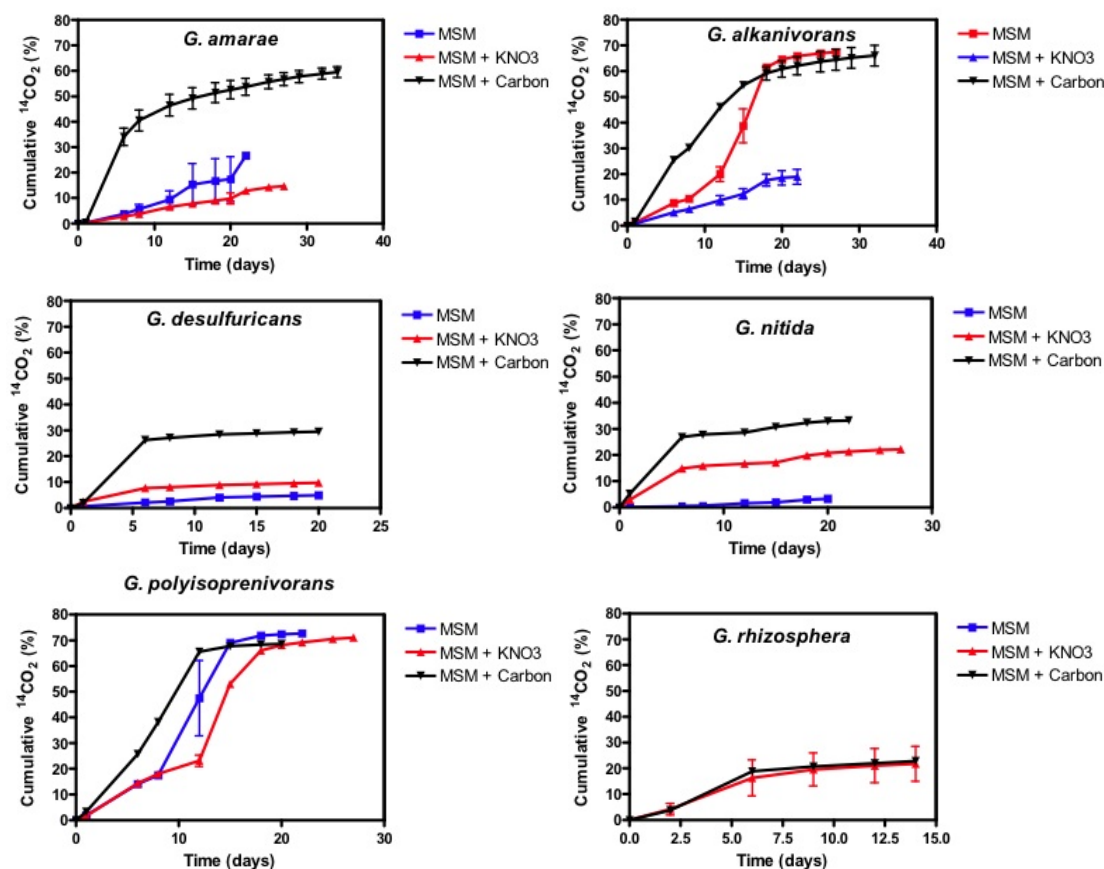 G. amarae
Cumulative ¹⁴CO₂ (%)
80
70
60
50
40
30
20
10
0
0 10 20 30 40
Time (days)
MSM
MSM + KNO3
MSM + Carbon
G. alkanivorans
Cumulative ¹⁴CO₂ (%)
80
70
60
50
40
30
20
10
0
0 10 20 30 40
Time (days)
MSM
MSM + KNO3
MSM + Carbon
G. desulfuricans
Cumulative ¹⁴CO₂ (%)
80
70
60
50
40
30
20
10
0
0 5 10 15 20 25
Time (days)
MSM
MSM + KNO3
MSM + Carbon
G. nitida
Cumulative ¹⁴CO₂ (%)
80
70
60
50
40
30
20
10
0
0 10 20 30
Time (days)
MSM
MSM + KNO3
MSM + Carbon
G. polyisoprenivorans
Cumulative ¹⁴CO₂ (%)
80
70
60
50
40
30
20
10
0
0 10 20 30
Time (days)
MSM
MSM + KNO3
MSM + Carbon
G. rhizosphera
Cumulative ¹⁴CO₂ (%)
80
70
60
50
40
30
20
10
0
0.0 2.5 5.0 7.5 10.0 12.5 15.0
Time (days)
MSM
MSM + KNO3
MSM + Carbon